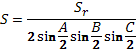 S = S_r / (2 sin A/2 sin B/2 sin C/2)